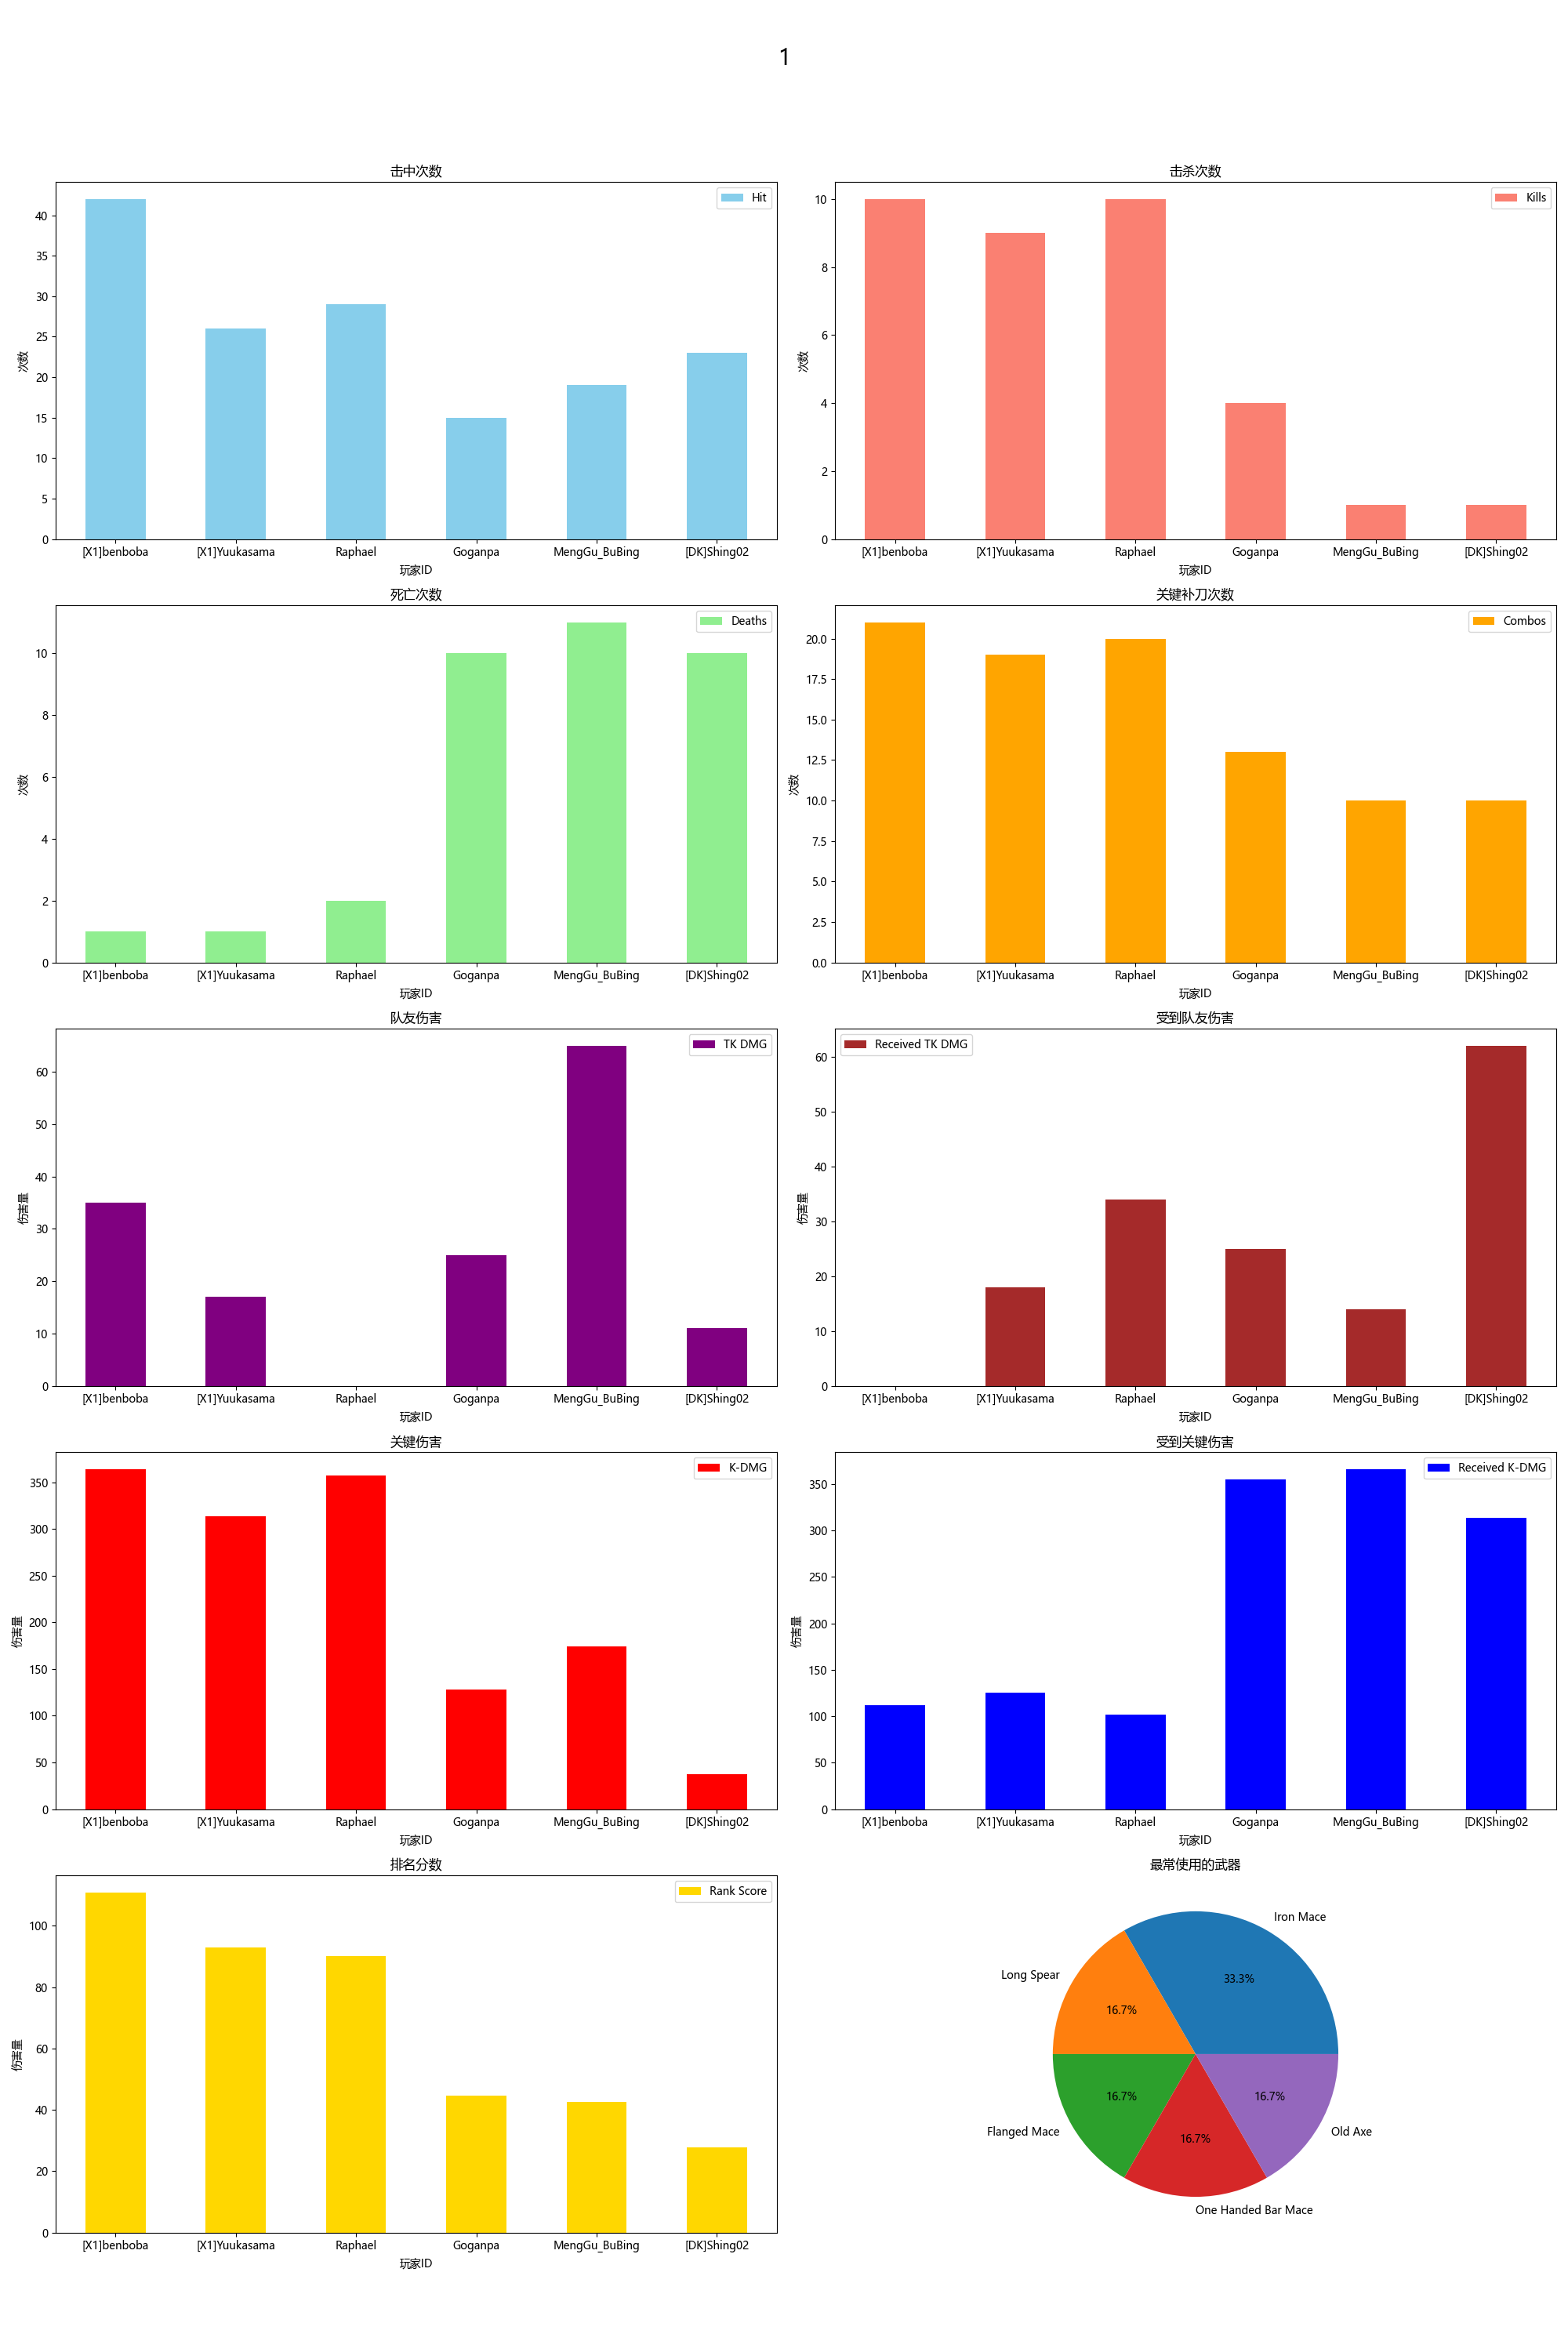 1
击中次数
Hit
40
35
30
25
20
15
10
5
0
次数
[X1]benboba [X1]Yuukasama Raphael Goganpa MengGu_BuBing [DK]Shing02
玩家ID
击杀次数
Kills
10
8
6
4
2
0
次数
[X1]benboba [X1]Yuukasama Raphael Goganpa MengGu_BuBing [DK]Shing02
玩家ID
死亡次数
Deaths
10
8
6
4
2
0
次数
[X1]benboba [X1]Yuukasama Raphael Goganpa MengGu_BuBing [DK]Shing02
玩家ID
关键补刀次数
Combos
20.0
17.5
15.0
12.5
10.0
7.5
5.0
2.5
0.0
次数
[X1]benboba [X1]Yuukasama Raphael Goganpa MengGu_BuBing [DK]Shing02
玩家ID
队友伤害
TK DMG
60
50
40
30
20
10
0
伤害量
[X1]benboba [X1]Yuukasama Raphael Goganpa MengGu_BuBing [DK]Shing02
玩家ID
受到队友伤害
Received TK DMG
60
50
40
30
20
10
0
伤害量
[X1]benboba [X1]Yuukasama Raphael Goganpa MengGu_BuBing [DK]Shing02
玩家ID
关键伤害
K-DMG
350
300
250
200
150
100
50
0
伤害量
[X1]benboba [X1]Yuukasama Raphael Goganpa MengGu_BuBing [DK]Shing02
玩家ID
受到关键伤害
Received K-DMG
350
300
250
200
150
100
50
0
伤害量
[X1]benboba [X1]Yuukasama Raphael Goganpa MengGu_BuBing [DK]Shing02
玩家ID
排名分数
Rank Score
100
80
60
40
20
0
伤害量
[X1]benboba [X1]Yuukasama Raphael Goganpa MengGu_BuBing [DK]Shing02
玩家ID
最常使用的武器
Iron Mace
33.3%
Long Spear
16.7%
Flanged Mace
16.7%
One Handed Bar Mace
16.7%
Old Axe
16.7%